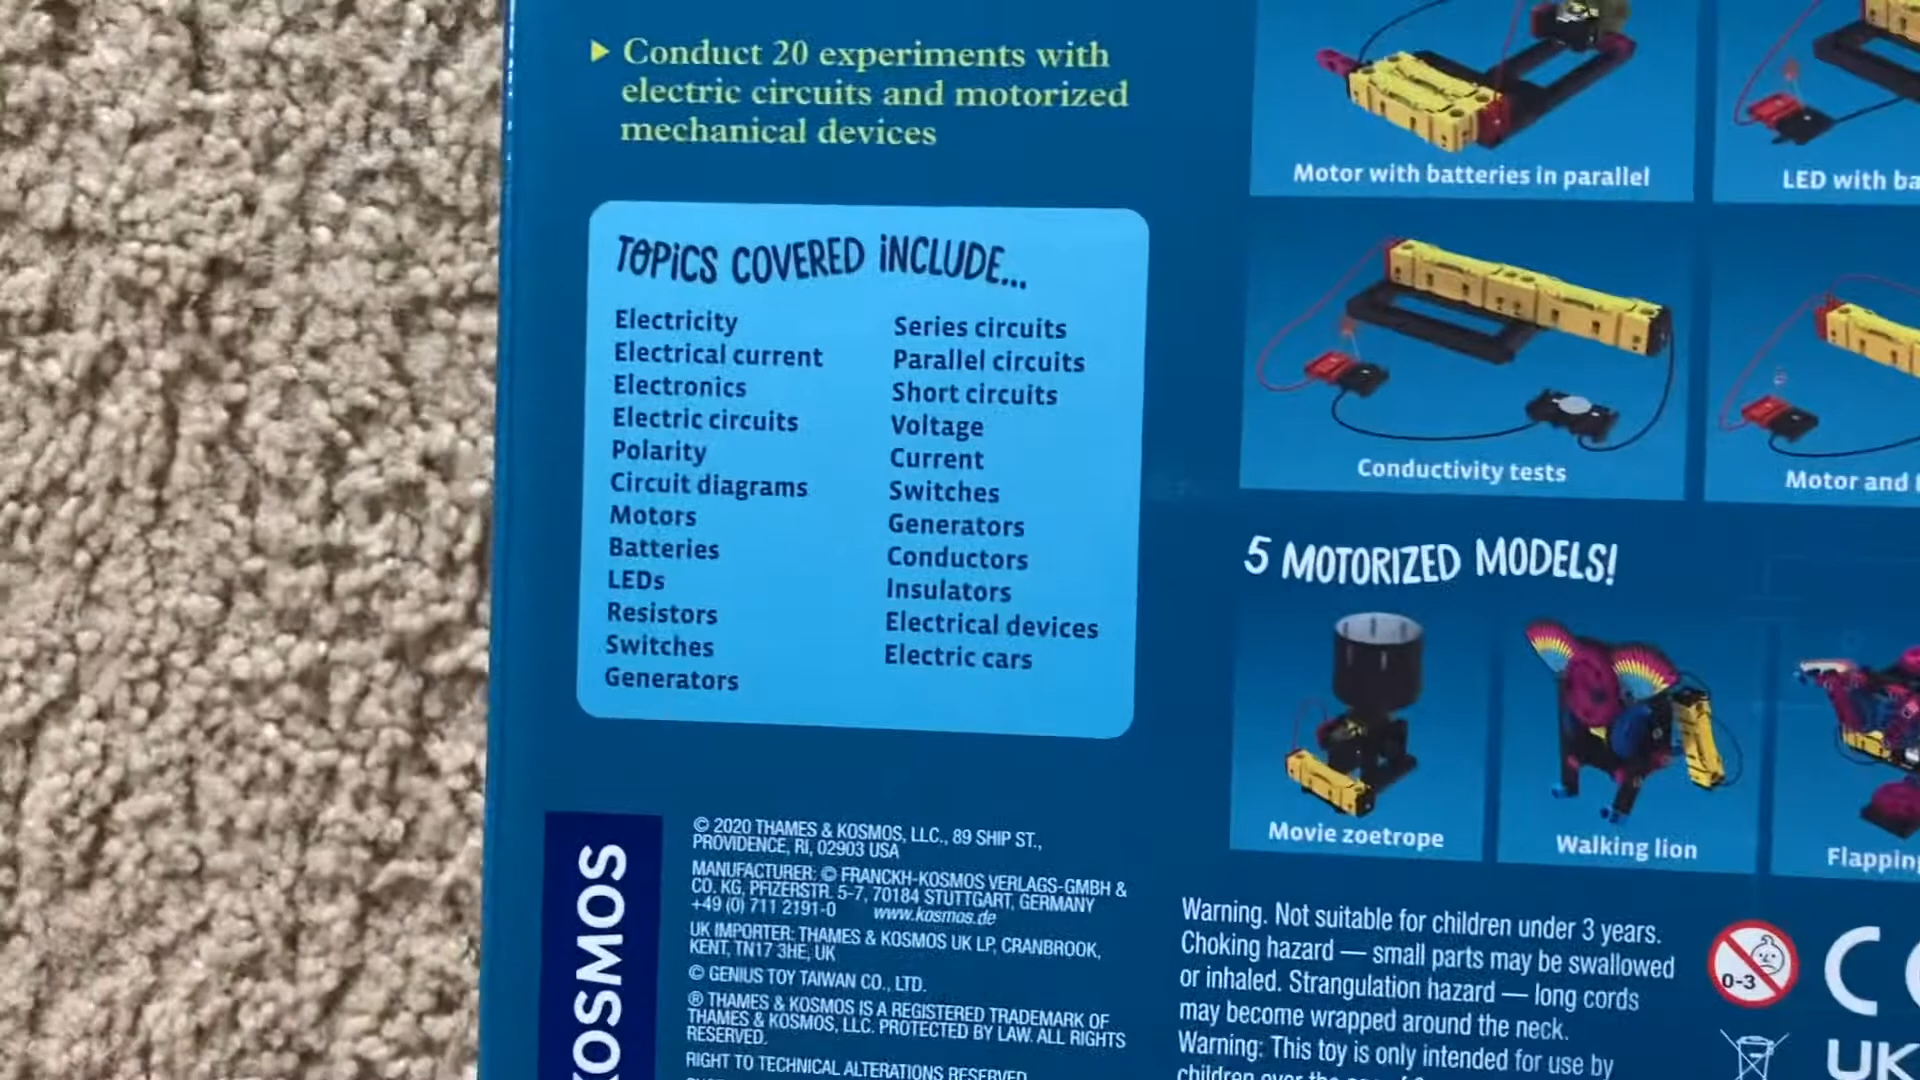 Conduct 20 experiments with
electric circuits and motorized
mechanical devices
TOPICS COVERED INCLUDE...
Electricity
Electrical current
Electronics
Electric circuits
Polarity
Circuit diagrams
Motors
Batteries
LEDs
Resistors
Switches
Generators
Series circuits
Parallel circuits
Short circuits
Voltage
Current
Switches
Generators
Conductors
Insulators
Electrical devices
Electric cars
Motor with batteries in parallel
LED with
Conductivity tests
Motor and
5 MOTORIZED MODELS!
Movie zoetrope
Walking lion
Flapping
KOSMOS
© 2020 THAMES & KOSMOS, LLC., 89 SHIP ST.,
PROVIDENCE, RI, 02903 USA
MANUFACTURER: © FRANCKH-KOSMOS VERLAGS-GMBH &
CO. KG, PFIZERSTR. 5-7, 70184 STUTTGART, GERMANY
+49 (0) 711 2191-0 www.kosmos.de
UK IMPORTER: THAMES & KOSMOS UK LP, CRANBROOK,
KENT, TN17 3HE, UK
© GENIUS TOY TAIWAN CO., LTD.
® THAMES & KOSMOS IS A REGISTERED TRADEMARK OF
THAMES & KOSMOS, LLC. PROTECTED BY LAW. ALL RIGHTS
RESERVED.
RIGHT TO TECHNICAL ALTERATIONS RESERVED.
Warning. Not suitable for children under 3 years.
Choking hazard — small parts may be swallowed
or inhaled. Strangulation hazard — long cords
may become wrapped around the neck.
Warning: This toy is only intended for use by
children over the age of
0-3
CE
UK